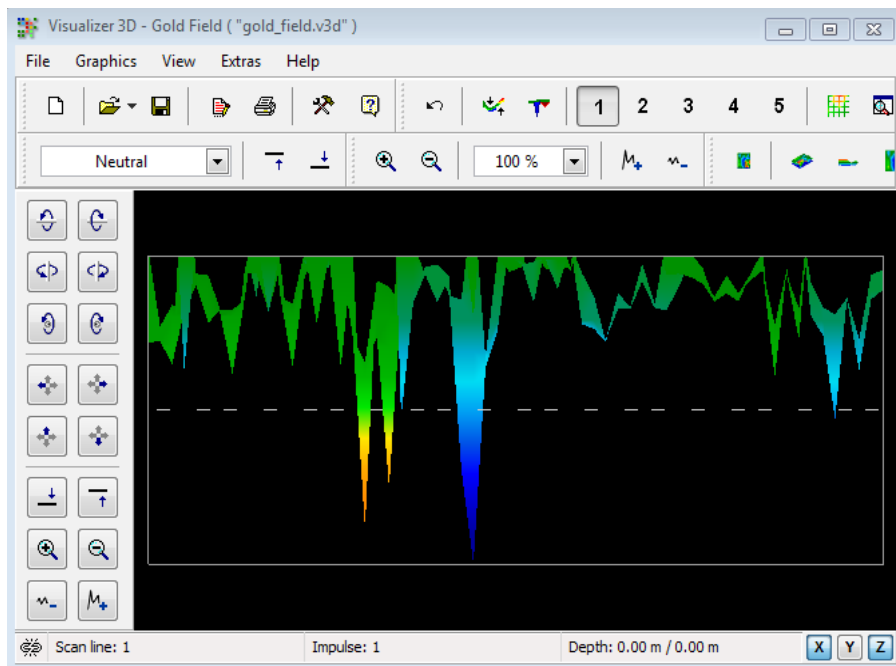 Visualizer 3D - Gold Field ( "gold_field.v3d" )
File Graphics View Extras Help
1 2 3 4 5
Neutral 100 %
Scan line: 1 Impulse: 1 Depth: 0.00 m / 0.00 m X Y Z